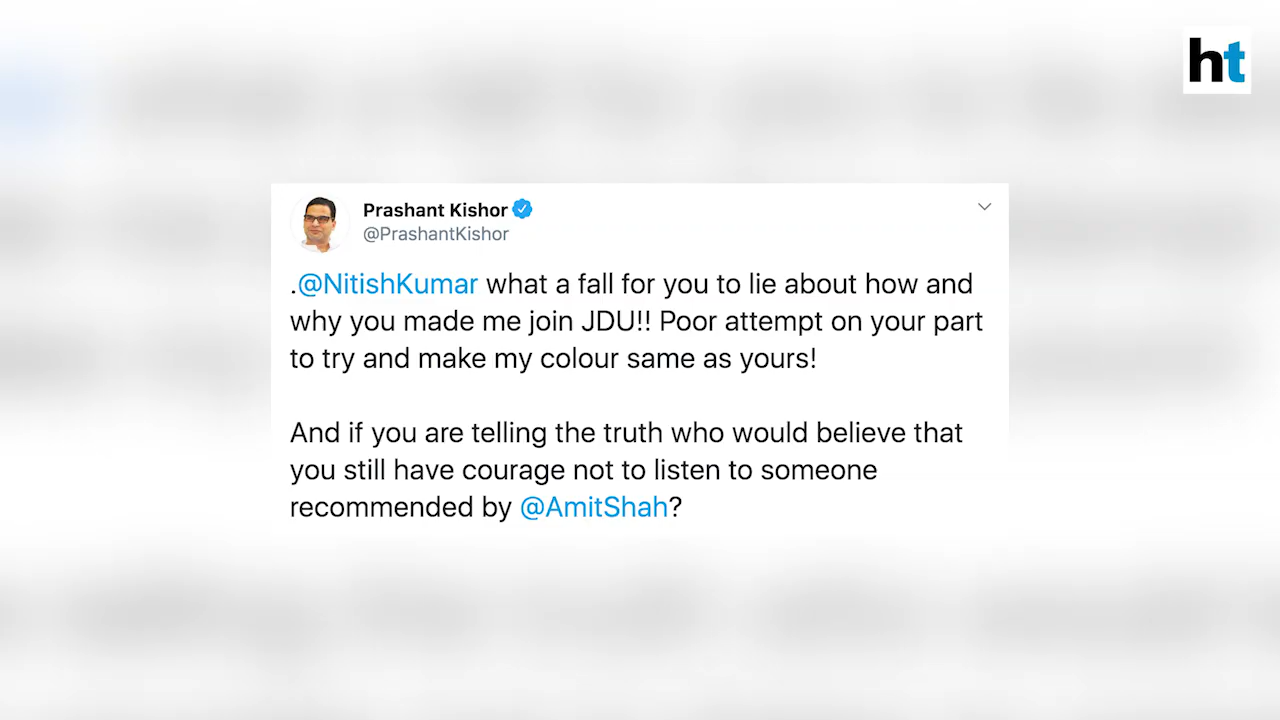 ht
Prashant Kishor
@PrashantKishor
.@NitishKumar what a fall for you to lie about how and
why you made me join JDU!! Poor attempt on your part
to try and make my colour same as yours!
And if you are telling the truth who would believe that
you still have courage not to listen to someone
recommended by @AmitShah?